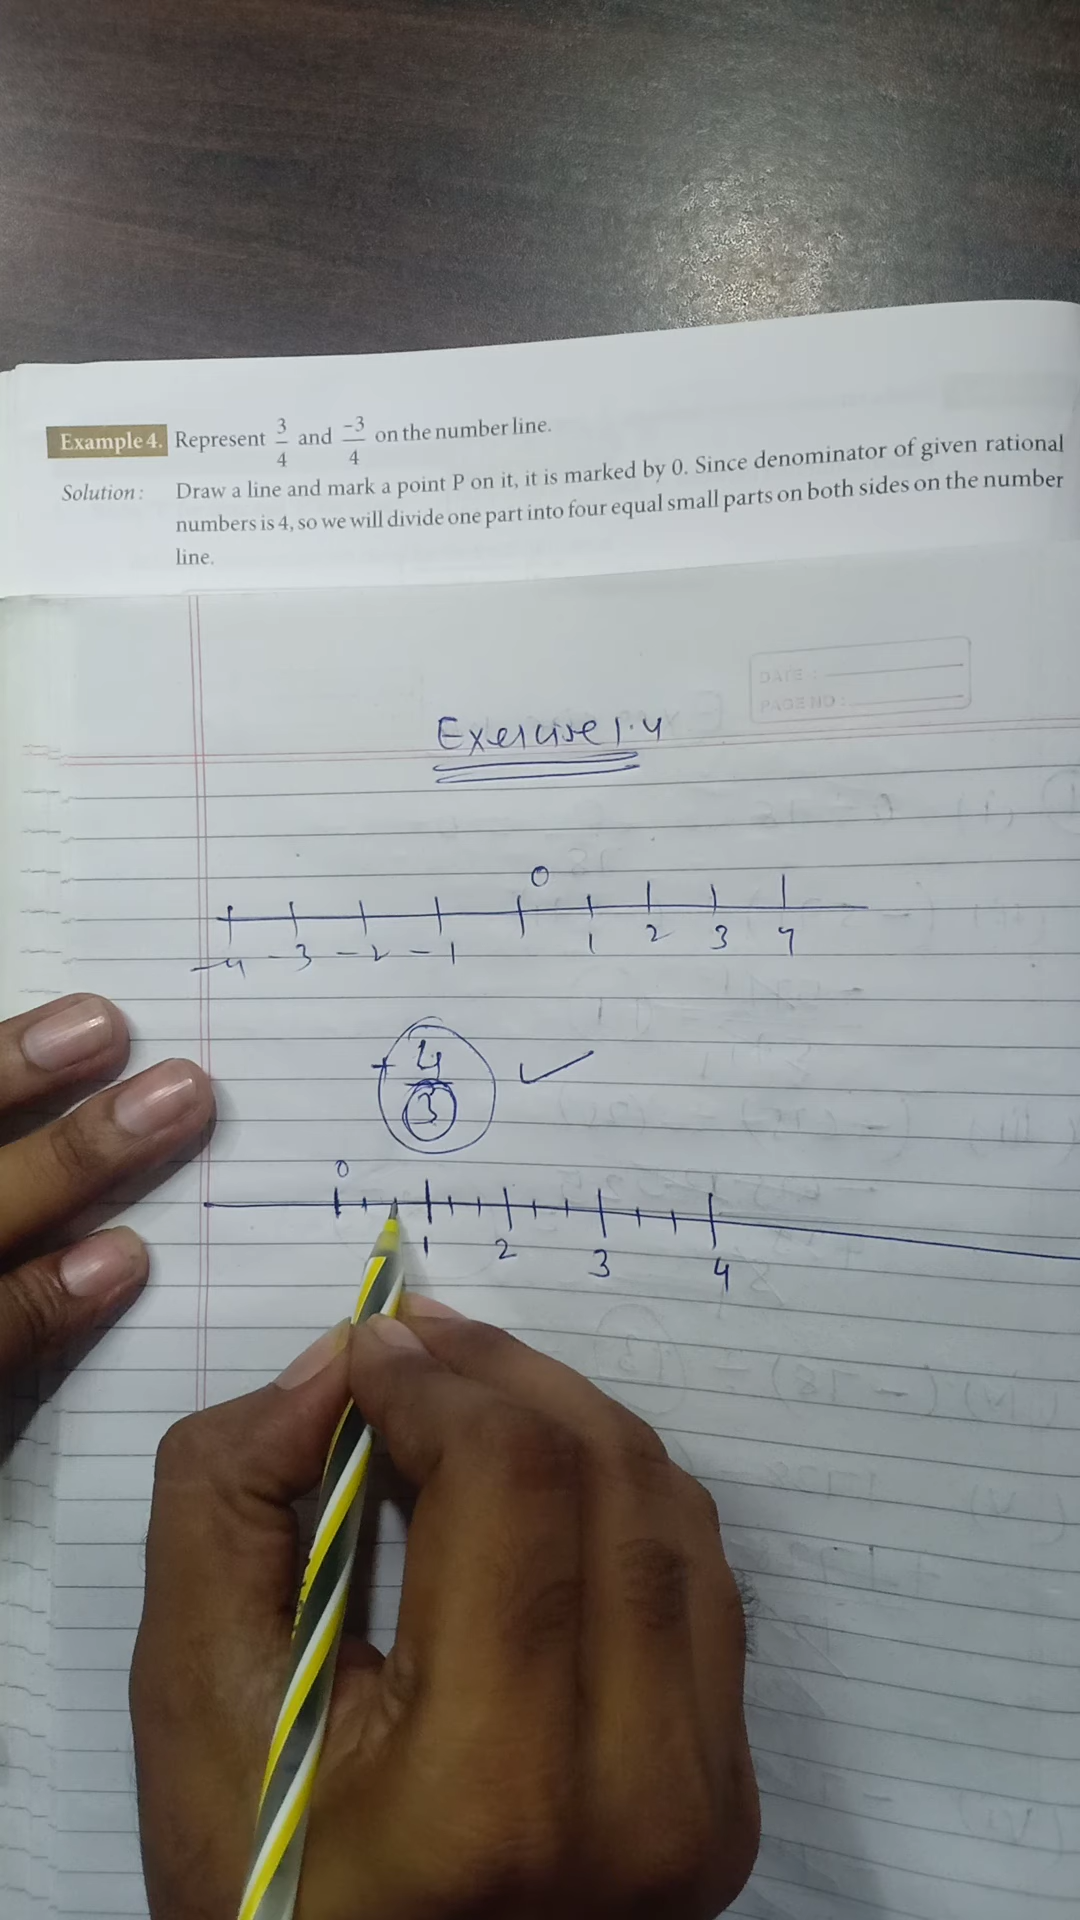 Example 4. Represent 3/4 and -3/4 on the number line.
Solution: Draw a line and mark a point P on it, it is marked by 0. Since denominator of given rational
numbers is 4, so we will divide one part into four equal small parts on both sides on the number
line.
DATE :
PAGE NO :
Exercise 1.4
0
-4 -3 -2 -1 1 2 3 4
+ 4/3 ✓
0
1 2 3 4